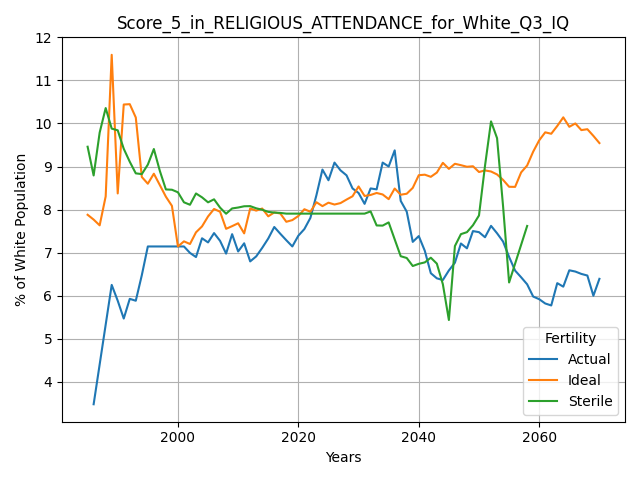 Score_5_in_RELIGIOUS_ATTENDANCE_for_White_Q3_IQ
% of White Population
12
11
10
9
8
7
6
5
4
2000
2020
2040
2060
Years
Fertility
Actual
Ideal
Sterile